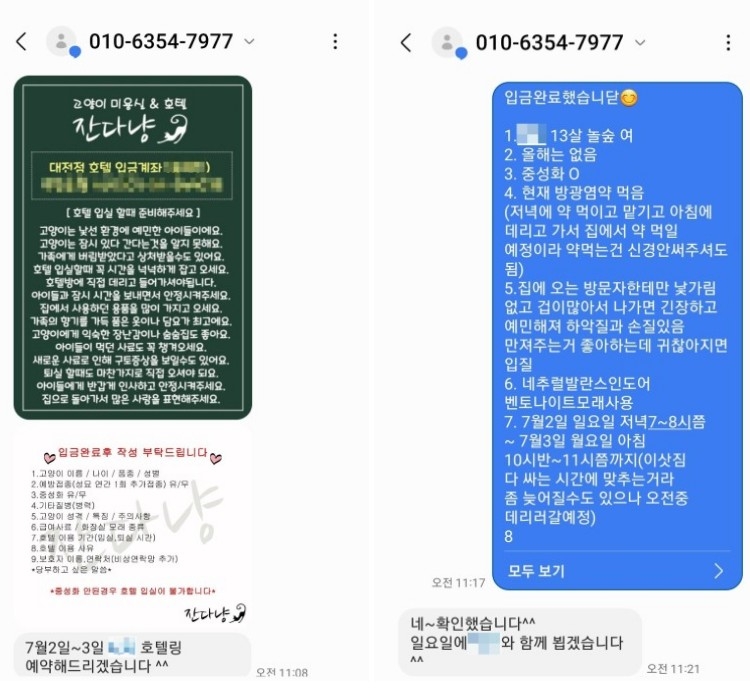 010-6354-7977
고양이 미용실 & 호텔
잔다냥
대전점 호텔 입금계좌
[ 호텔 입실 할때 준비해주세요 ]
고양이는 낯선 환경에 예민한 아이들이에요.
고양이는 잠시 있다 간다는것을 알지 못해요.
가족에게 버림받았다고 상처받을수도 있어요.
호텔 입실할때 꼭 시간을 넉넉하게 잡고 오세요.
호텔방에 직접 데리고 들어가셔야됩니다.
아이들과 잠시 시간을 보내면서 안정시켜주세요.
집에서 사용하던 용품을 많이 가지고 오세요.
가족의 향기를 가득 품은 옷이나 담요가 최고에요.
고양이에게 익숙한 장난감이나 숨숨집도 좋아요.
아이들이 먹던 사료도 꼭 챙겨오세요.
새로운 사료로 인해 구토증상을 보일수도 있어요.
퇴실 할때도 마찬가지로 직접 오셔야 되요.
아이들에게 반갑게 인사하고 안정시켜주세요.
집으로 돌아가서 많은 사랑을 표현해주세요.
입금완료후 작성 부탁드립니다
1.고양이 이름 / 나이 / 품종 / 성별
2.예방접종(성묘 연간 1회 추가접종) 유/무
3.중성화 유/무
4.기타질병(병력)
5.고양이 성격 / 특징 / 주의사항
6.급여사료 / 화장실 모래 종류
7.호텔 이용 기간(입실,퇴실 시간)
8.호텔 이용 사유
9.보호자 이름,연락처(비상연락망 추가)
*당부하고 싶은 말씀*
*중성화 안된경우 호텔 입실이 불가합니다*
잔다냥
잔다냥
7월2일~3일 호텔링
예약해드리겠습니다 ^^
오전 11:08
010-6354-7977
입금완료했습니닫😊
1. 13살 놀숲 여
2. 올해는 없음
3. 중성화 O
4. 현재 방광염약 먹음
(저녁에 약 먹이고 맡기고 아침에
데리고 가서 집에서 약 먹일
예정이라 약먹는건 신경안써주셔도
됨)
5.집에 오는 방문자한테만 낯가림
없고 겁이많아서 나가면 긴장하고
예민해져 하악질과 손질있음
만져주는거 좋아하는데 귀찮아지면
입질
6. 네추럴발란스인도어
벤토나이트모래사용
7. 7월2일 일요일 저녁7~8시쯤
~ 7월3일 월요일 아침
10시반~11시쯤까지(이삿짐
다 싸는 시간에 맞추는거라
좀 늦어질수도 있으나 오전중
데리러갈예정)
8
모두 보기
오전 11:17
네~확인했습니다^^
일요일에 와 함께 뵙겠습니다
^^
오전 11:21